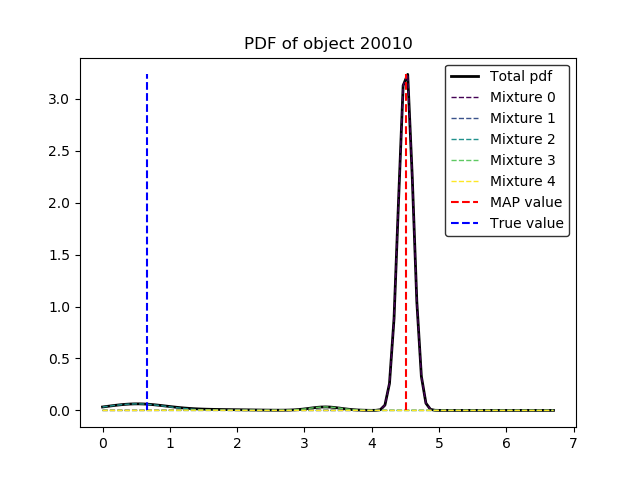 PDF of object 20010
Total pdf
Mixture 0
Mixture 1
Mixture 2
Mixture 3
Mixture 4
MAP value
True value
3.0
2.5
2.0
1.5
1.0
0.5
0.0
0 1 2 3 4 5 6 7